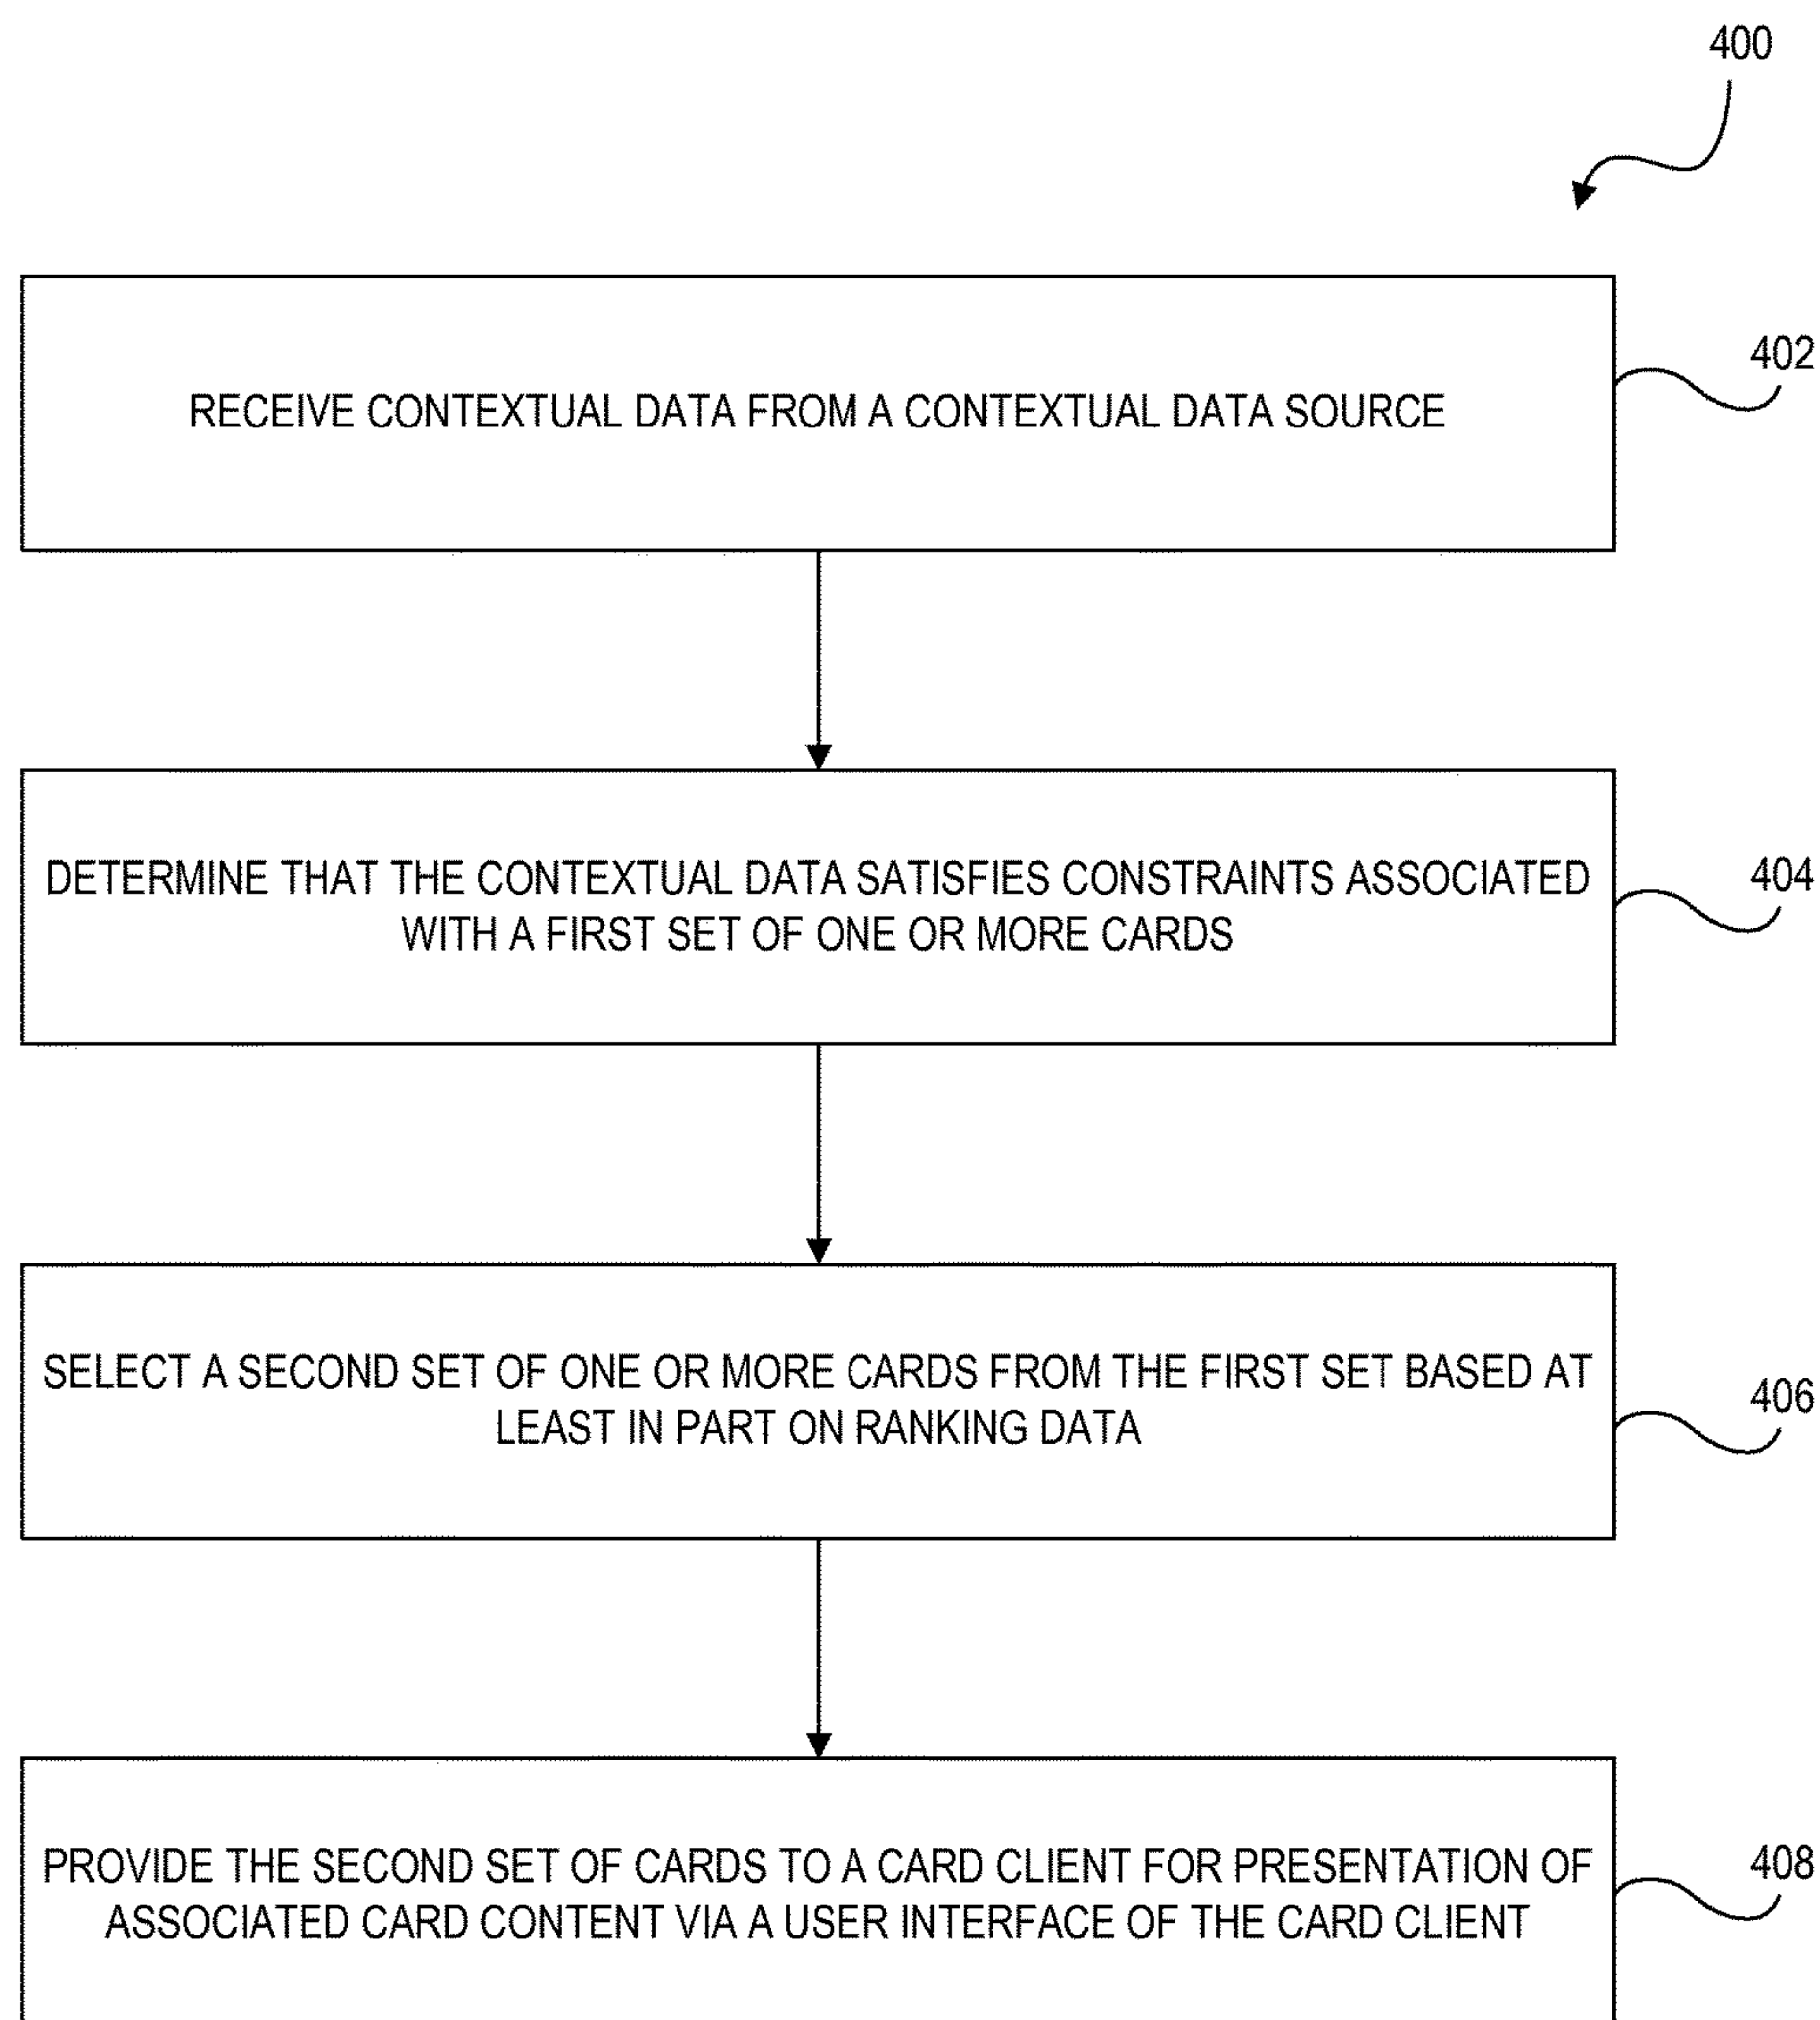 400
RECEIVE CONTEXTUAL DATA FROM A CONTEXTUAL DATA SOURCE
402
DETERMINE THAT THE CONTEXTUAL DATA SATISFIES CONSTRAINTS ASSOCIATED
WITH A FIRST SET OF ONE OR MORE CARDS
404
SELECT A SECOND SET OF ONE OR MORE CARDS FROM THE FIRST SET BASED AT
LEAST IN PART ON RANKING DATA
406
PROVIDE THE SECOND SET OF CARDS TO A CARD CLIENT FOR PRESENTATION OF
ASSOCIATED CARD CONTENT VIA A USER INTERFACE OF THE CARD CLIENT
408